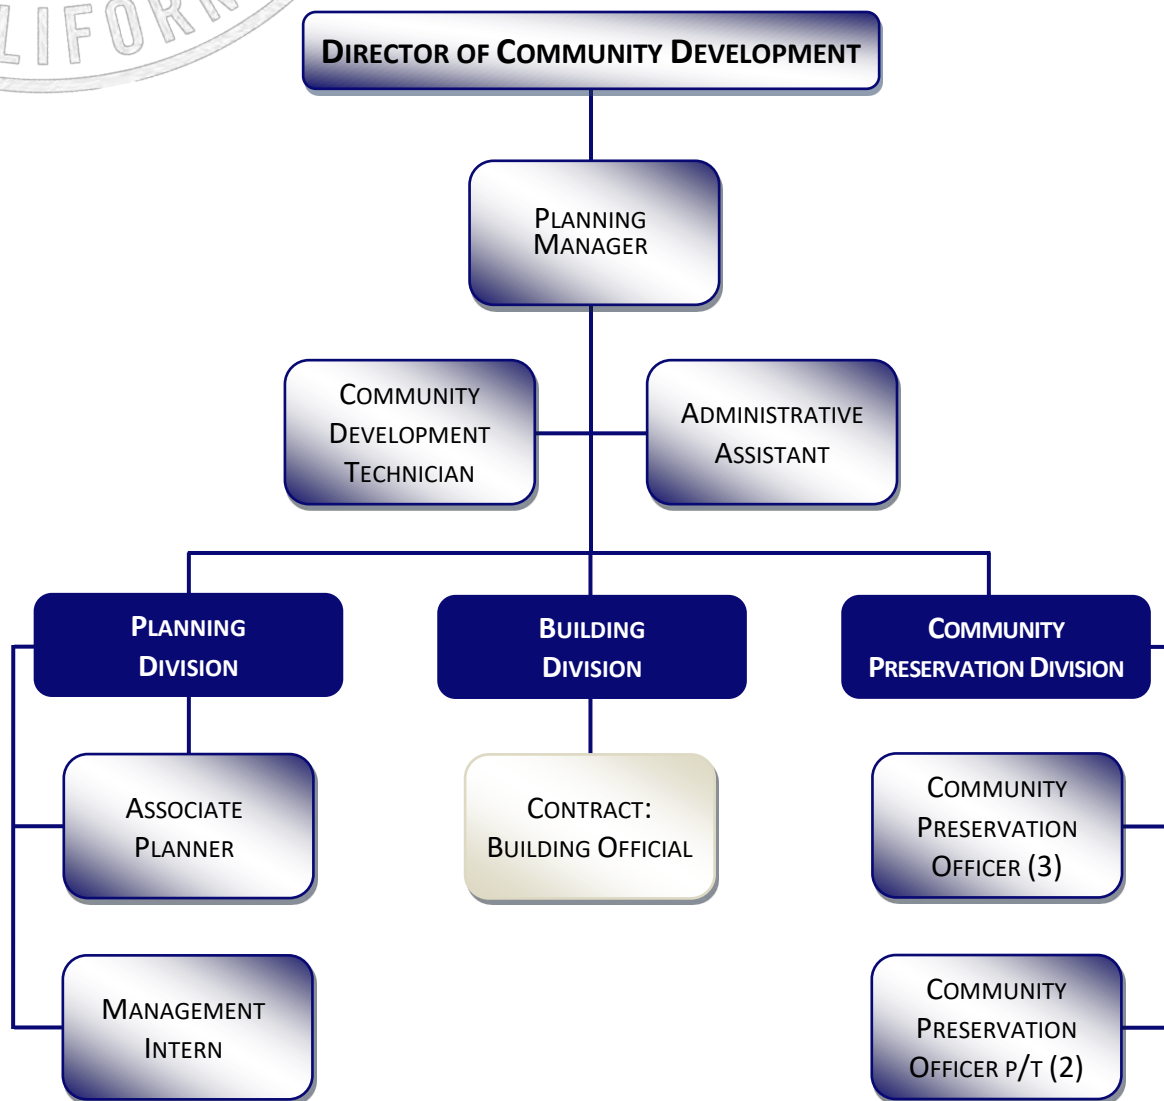 ALIFORN
DIRECTOR OF COMMUNITY DEVELOPMENT
PLANNING
MANAGER
COMMUNITY
DEVELOPMENT
TECHNICIAN
ADMINISTRATIVE
ASSISTANT
PLANNING
DIVISION
BUILDING
DIVISION
COMMUNITY
PRESERVATION DIVISION
ASSOCIATE
PLANNER
CONTRACT:
BUILDING OFFICIAL
COMMUNITY
PRESERVATION
OFFICER (3)
MANAGEMENT
INTERN
COMMUNITY
PRESERVATION
OFFICER P/T (2)